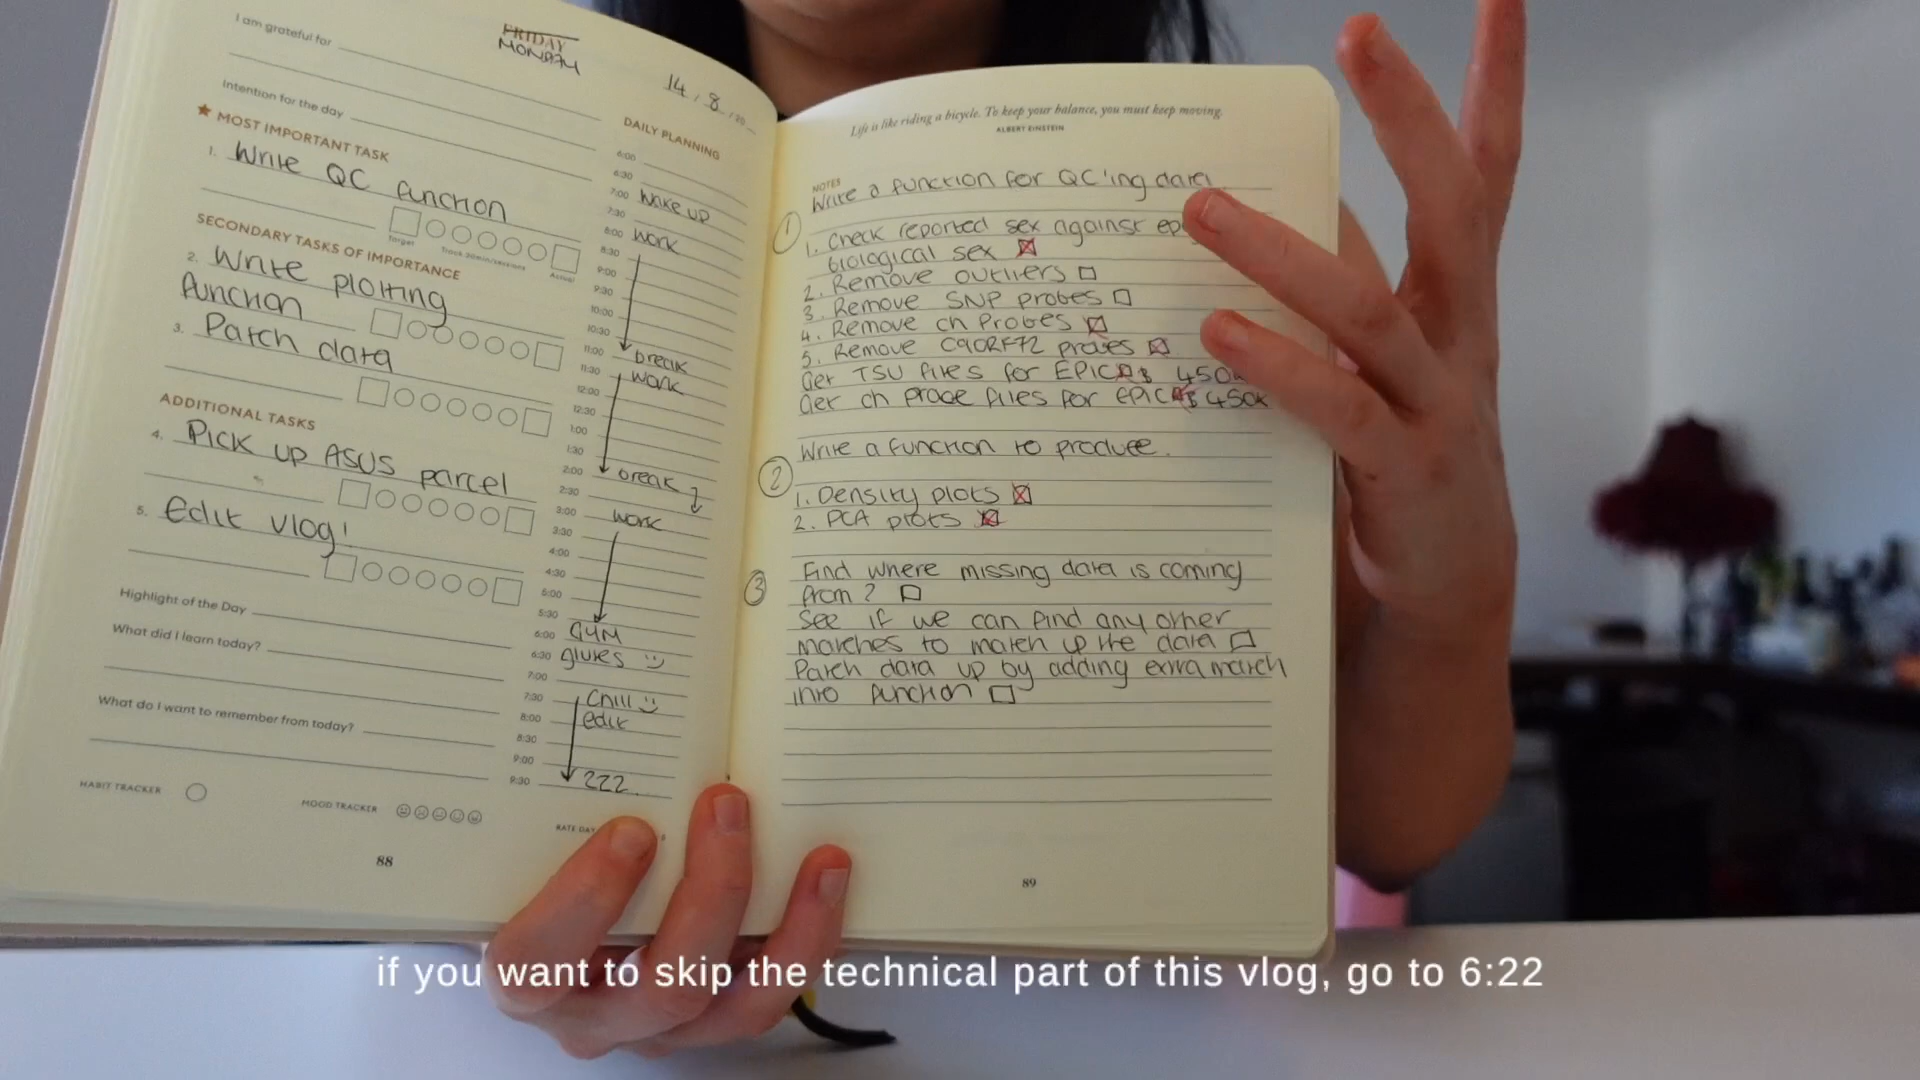 I am grateful for
FRIDAY
MONDAY
14 / 8 / 20
Intention for the day
★ MOST IMPORTANT TASK
1. Write QC function
Target
Actual
SECONDARY TASKS OF IMPORTANCE
2. Write plotting
function
3. Patch data
ADDITIONAL TASKS
4. Pick up ASUS parcel
5. edit vlog!
Highlight of the Day
What did I learn today?
What do I want to remember from today?
HABIT TRACKER
MOOD TRACKER
RATE DAY
88
DAILY PLANNING
6:00
6:30
7:00 Wake up
7:30
8:00 Work
8:30
9:00
9:30
10:00
10:30
11:00 break
11:30 Work
12:00
12:30
1:00
1:30
2:00 break
2:30
3:00 work
3:30
4:00
4:30
5:00
5:30
6:00 GYM
6:30 glutes
7:00
7:30 Chill
8:00 edit
8:30
9:00
9:30 zzz
Life is like riding a bicycle. To keep your balance, you must keep moving.
ALBERT EINSTEIN
NOTES
Write a function for QC'ing data
1
1. Check reported sex against
biological sex
2. Remove outliers
3. Remove SNP probes
4. Remove ch Probes
5. Remove C9ORF72 probes
Get TSU files for EPIC & 450k
Get ch probe files for EPIC & 450k
2
Write a function to produce.
1. Density plots
2. PCA plots
3
Find where missing data is coming
from?
See if we can find any other
matches to match up the data
Patch data up by adding extra match
into function
89
if you want to skip the technical part of this vlog, go to 6:22